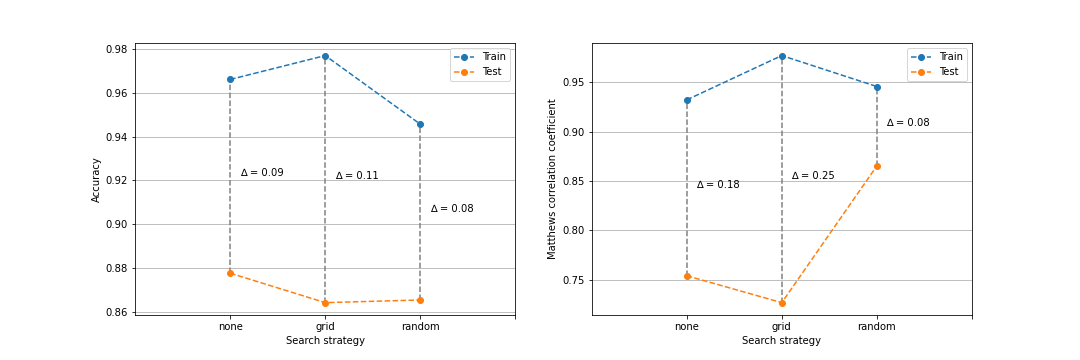 0.98
0.96
0.94
0.92
0.90
0.88
0.86
Accuracy
Train
Test
Δ = 0.09
Δ = 0.11
Δ = 0.08
none
grid
random
Search strategy
0.95
0.90
0.85
0.80
0.75
Matthews correlation coefficient
Train
Test
Δ = 0.18
Δ = 0.25
Δ = 0.08
none
grid
random
Search strategy